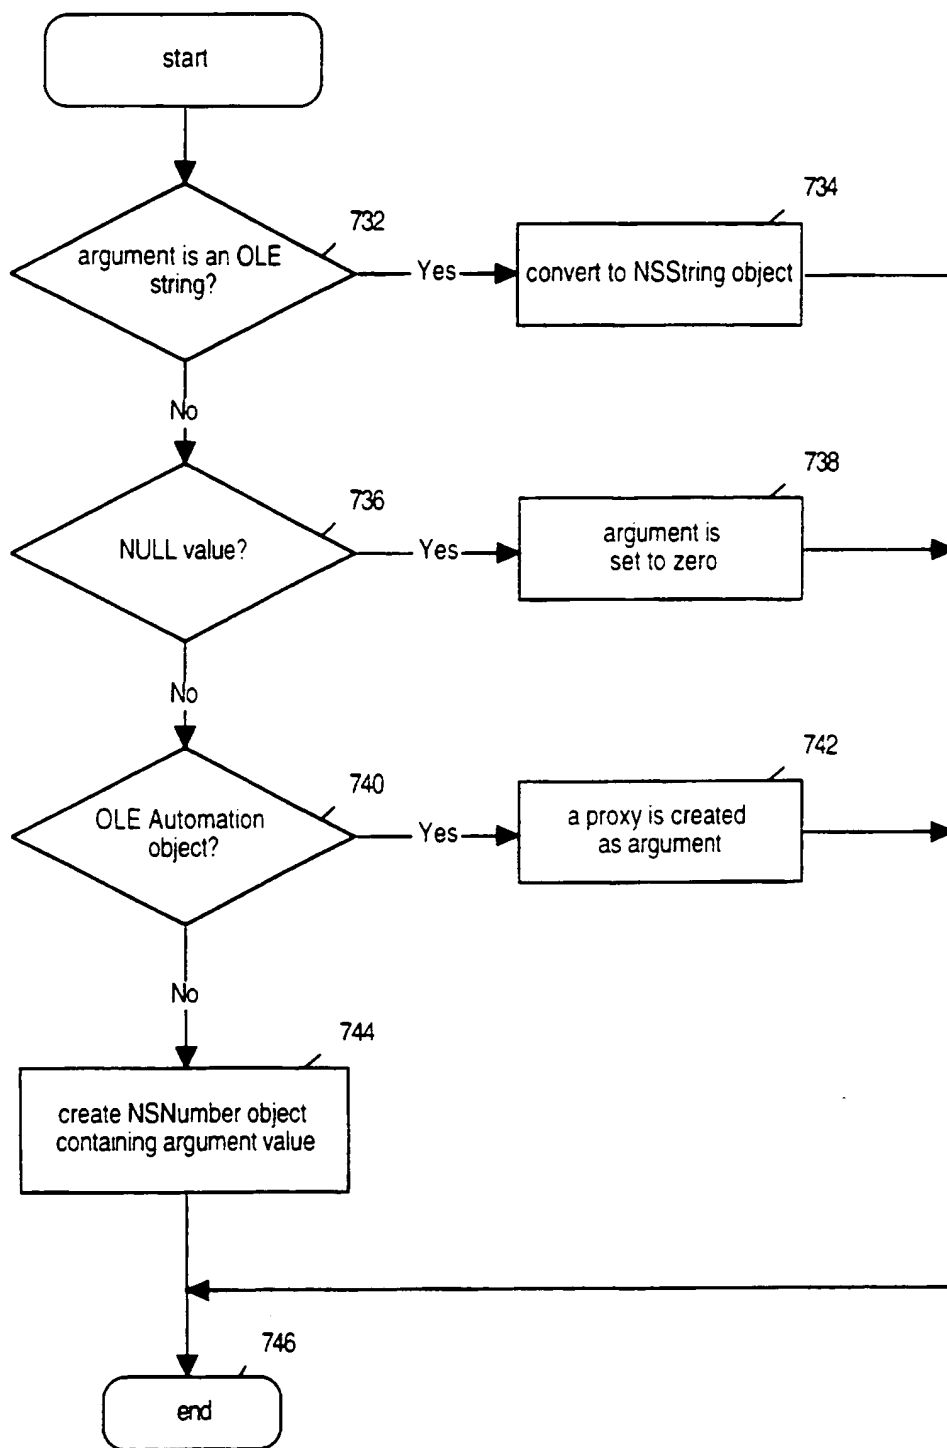 start
732
argument is an OLE
string?
Yes
734
convert to NSString object
No
736
NULL value?
Yes
738
argument is
set to zero
No
740
OLE Automation
object?
Yes
742
a proxy is created
as argument
No
744
create NSNumber object
containing argument value
746
end